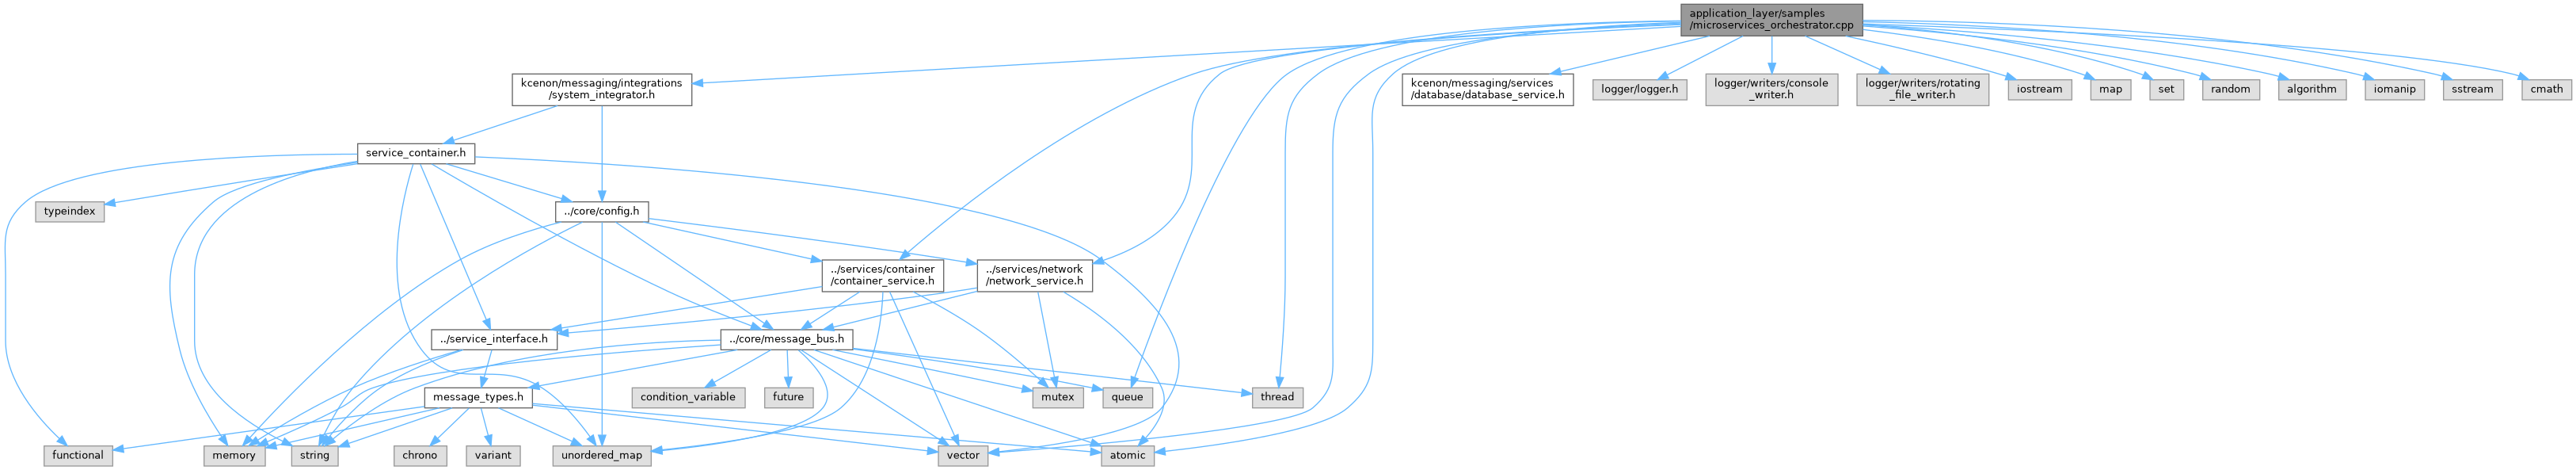 application_layer/samples
/microservices_orchestrator.cpp
kcenon/messaging/integrations
/system_integrator.h
kcenon/messaging/services
/database/database_service.h
logger/logger.h
logger/writers/console
_writer.h
logger/writers/rotating
_file_writer.h
iostream
map
set
random
algorithm
iomanip
sstream
cmath
service_container.h
typeindex
../core/config.h
../services/container
/container_service.h
../services/network
/network_service.h
../service_interface.h
../core/message_bus.h
message_types.h
condition_variable
future
mutex
queue
thread
functional
memory
string
chrono
variant
unordered_map
vector
atomic